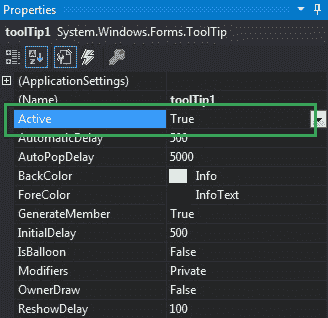 Properties
toolTip1 System.Windows.Forms.ToolTip
(ApplicationSettings)
(Name) toolTip1
Active True
AutomaticDelay 500
AutoPopDelay 5000
BackColor Info
ForeColor InfoText
GenerateMember True
InitialDelay 500
IsBalloon False
Modifiers Private
OwnerDraw False
ReshowDelay 100